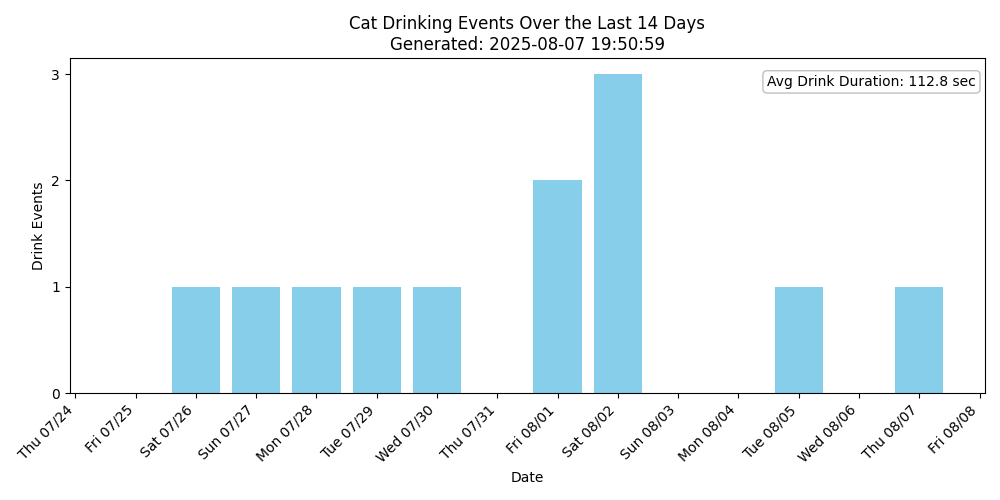 Cat Drinking Events Over the Last 14 Days
Generated: 2025-08-07 19:50:59
Avg Drink Duration: 112.8 sec
Drink Events
3
2
1
0
Thu 07/24
Fri 07/25
Sat 07/26
Sun 07/27
Mon 07/28
Tue 07/29
Wed 07/30
Thu 07/31
Fri 08/01
Sat 08/02
Sun 08/03
Mon 08/04
Tue 08/05
Wed 08/06
Thu 08/07
Fri 08/08
Date